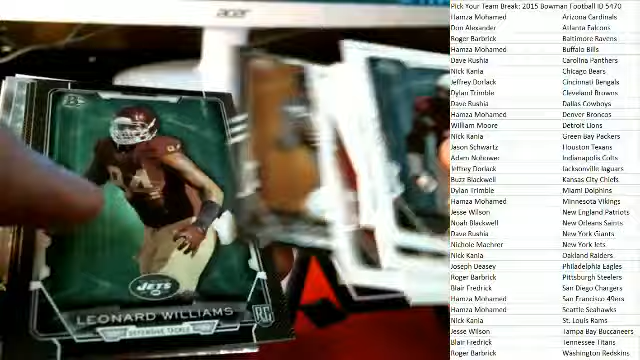 acer
94
JETS
LEONARD WILLIAMS
DEFENSIVE TACKLE
RC
Pick Your Team Break: 2015 Bowman Football ID 5470
Hamza Mohamed Arizona Cardinals
Don Alexander Atlanta Falcons
Roger Barbrick Baltimore Ravens
Hamza Mohamed Buffalo Bills
Dave Rushia Carolina Panthers
Nick Kania Chicago Bears
Jeffrey Dorlack Cincinnati Bengals
Dylan Trimble Cleveland Browns
Dave Rushia Dallas Cowboys
Hamza Mohamed Denver Broncos
William Moore Detroit Lions
Nick Kania Green Bay Packers
Jason Schwartz Houston Texans
Adam Nohower Indianapolis Colts
Jeffrey Dorlack Jacksonville Jaguars
Buzz Blackwell Kansas City Chiefs
Dylan Trimble Miami Dolphins
Hamza Mohamed Minnesota Vikings
Jesse Wilson New England Patriots
Noah Blackwell New Orleans Saints
Dave Rushia New York Giants
Nichole Maehrer New York Jets
Nick Kania Oakland Raiders
Joseph Deasey Philadelphia Eagles
Roger Barbrick Pittsburgh Steelers
Blair Fredrick San Diego Chargers
Hamza Mohamed San Francisco 49ers
Hamza Mohamed Seattle Seahawks
Nick Kania St. Louis Rams
Jesse Wilson Tampa Bay Buccaneers
Blair Fredrick Tennessee Titans
Roger Barbrick Washington Redskins